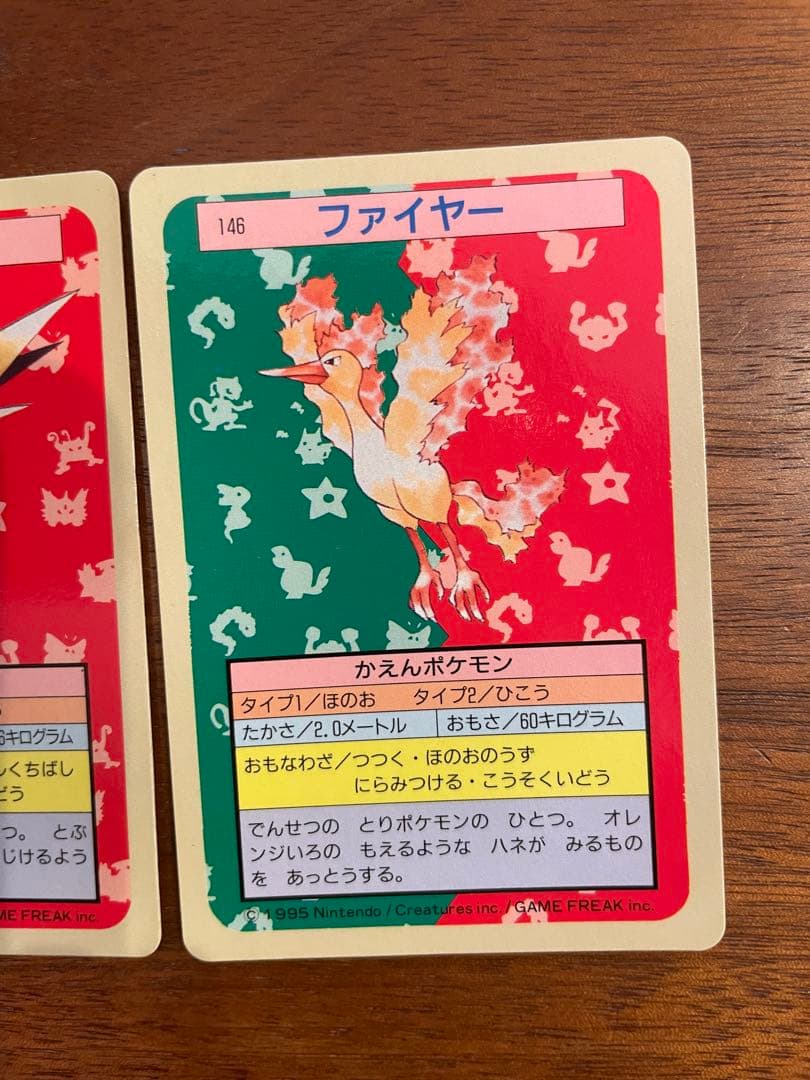 146 ファイヤー
かえんポケモン
タイプ1/ほのお タイプ2/ひこう
たかさ/2.0メートル おもさ/60キログラム
おもなわざ/つつく・ほのおのうず
にらみつける・こうそくいどう
でんせつの とりポケモンの ひとつ。 オレ
ンジいろの もえるような ハネが みるもの
を あっとうする。
© 1995 Nintendo / Creatures inc. / GAME FREAK inc.
6キログラム
くちばし
どう
つ。 とぶ
じけるよう
ME FREAK inc.